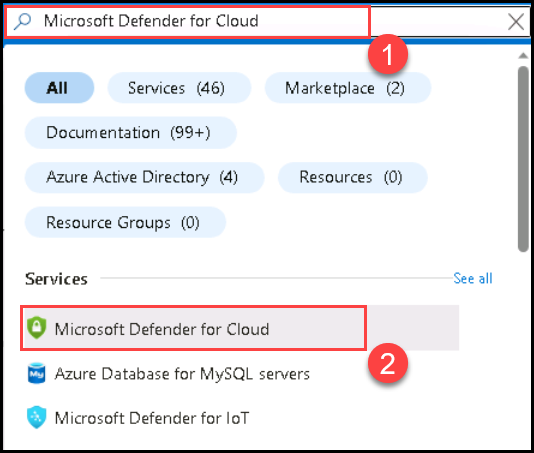 Microsoft Defender for Cloud
1
All Services (46) Marketplace (2)
Documentation (99+)
Azure Active Directory (4) Resources (0)
Resource Groups (0)
Services See all
Microsoft Defender for Cloud
2
Azure Database for MySQL servers
Microsoft Defender for IoT